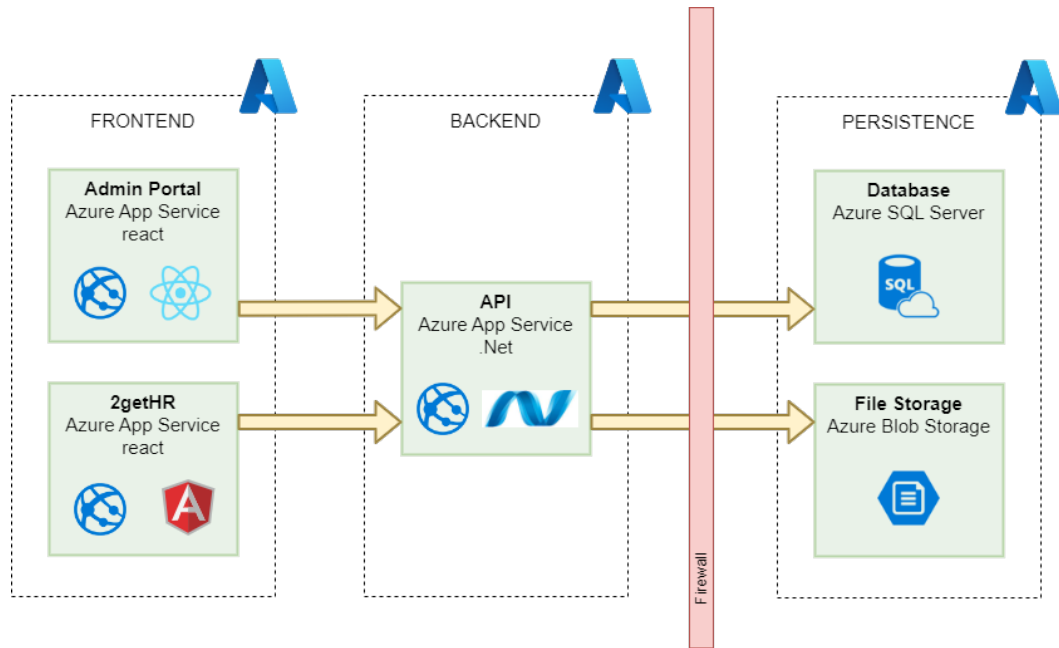 FRONTEND
Admin Portal
Azure App Service
react
2getHR
Azure App Service
react
BACKEND
API
Azure App Service
.Net
Firewall
PERSISTENCE
Database
Azure SQL Server
SQL
File Storage
Azure Blob Storage